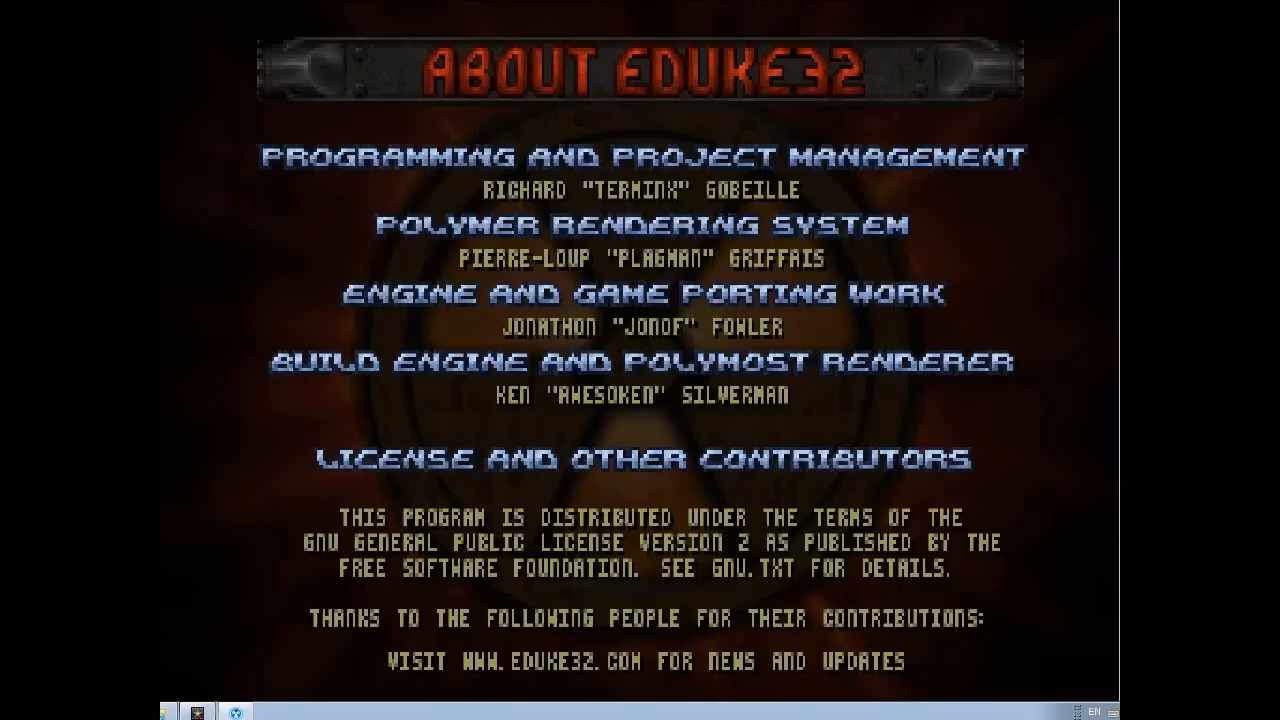 ABOUT EDUKE32
PROGRAMMING AND PROJECT MANAGEMENT
RICHARD "TERMINX" GOBEILLE
POLYMER RENDERING SYSTEM
PIERRE-LOUP "PLAGMAN" GRIFFAIS
ENGINE AND GAME PORTING WORK
JONATHON "JONOF" FOWLER
BUILD ENGINE AND POLYMOST RENDERER
KEN "AWESOKEN" SILVERMAN
LICENSE AND OTHER CONTRIBUTORS
THIS PROGRAM IS DISTRIBUTED UNDER THE TERMS OF THE
GNU GENERAL PUBLIC LICENSE VERSION 2 AS PUBLISHED BY THE
FREE SOFTWARE FOUNDATION. SEE GNU.TXT FOR DETAILS.
THANKS TO THE FOLLOWING PEOPLE FOR THEIR CONTRIBUTIONS:
VISIT WWW.EDUKE32.COM FOR NEWS AND UPDATES
EN